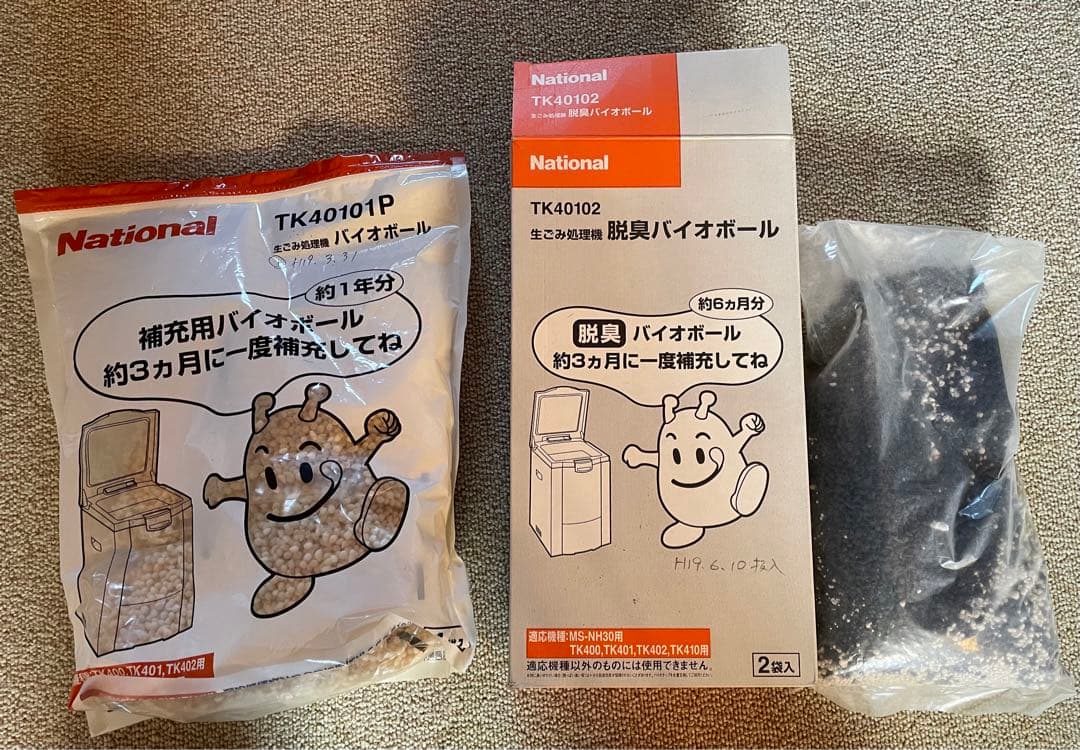 National
TK40101P
生ごみ処理機 バイオボール
H19.3.31
約1年分
補充用バイオボール
約3ヵ月に一度補充してね
TK401,TK402用
National
TK40102
生ごみ処理機 脱臭バイオボール
National
TK40102
生ごみ処理機 脱臭バイオボール
約6ヵ月分
脱臭 バイオボール
約3ヵ月に一度補充してね
H19.6.10
適応機種:MS-NH30用
TK400,TK401,TK402,TK410用
適応機種以外のものには使用できません。
2袋入